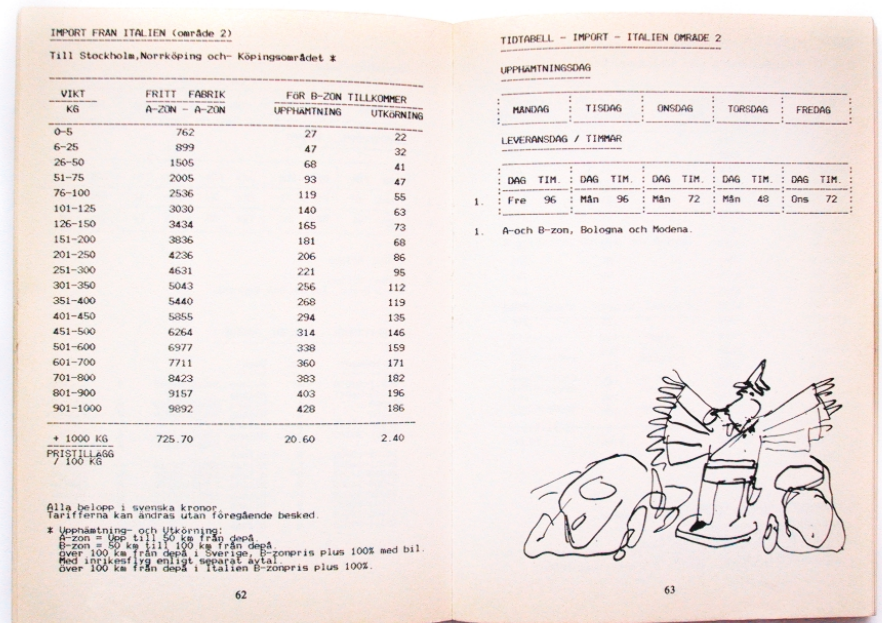 IMPORT FRÅN ITALIEN (område 2)
Till Stockholm,Norrköping och- Köpingsområdet *
VIKT FRITT FABRIK FöR B-ZON TILLKOMMER
KG A-ZON - A-ZON UPPHäMTNING UTKöRNING
0-5 762 27 22
6-25 899 47 32
26-50 1505 68 41
51-75 2005 93 47
76-100 2536 119 55
101-125 3030 140 63
126-150 3434 165 73
151-200 3836 181 68
201-250 4236 206 86
251-300 4631 221 95
301-350 5043 256 112
351-400 5440 268 119
401-450 5855 294 135
451-500 6264 314 146
501-600 6977 338 159
601-700 7711 360 171
701-800 8423 383 182
801-900 9157 403 196
901-1000 9892 428 186
+ 1000 KG 725.70 20.60 2.40
PRISTILLäGG
/ 100 KG
Alla belopp i svenska kronor.
Tarifferna kan ändras utan föregående besked.
* Upphämtning- och Utkörning:
A-zon = Upp till 50 km från depå.
B-zon = 50 km till 100 km från depå.
över 100 km från depå i Sverige, B-zonpris plus 100% med bil.
Med inrikesflyg enligt separat avtal.
över 100 km från depå i Italien B-zonpris plus 100%.
62
TIDTABELL - IMPORT - ITALIEN OMRÅDE 2
UPPHäMTNINGSDAG
MåNDAG TISDAG ONSDAG TORSDAG FREDAG
LEVERANSDAG / TIMMAR
DAG TIM. DAG TIM. DAG TIM. DAG TIM. DAG TIM.
1. Fre 96 Mån 96 Mån 72 Mån 48 Ons 72
1. A-och B-zon, Bologna och Modena.
63